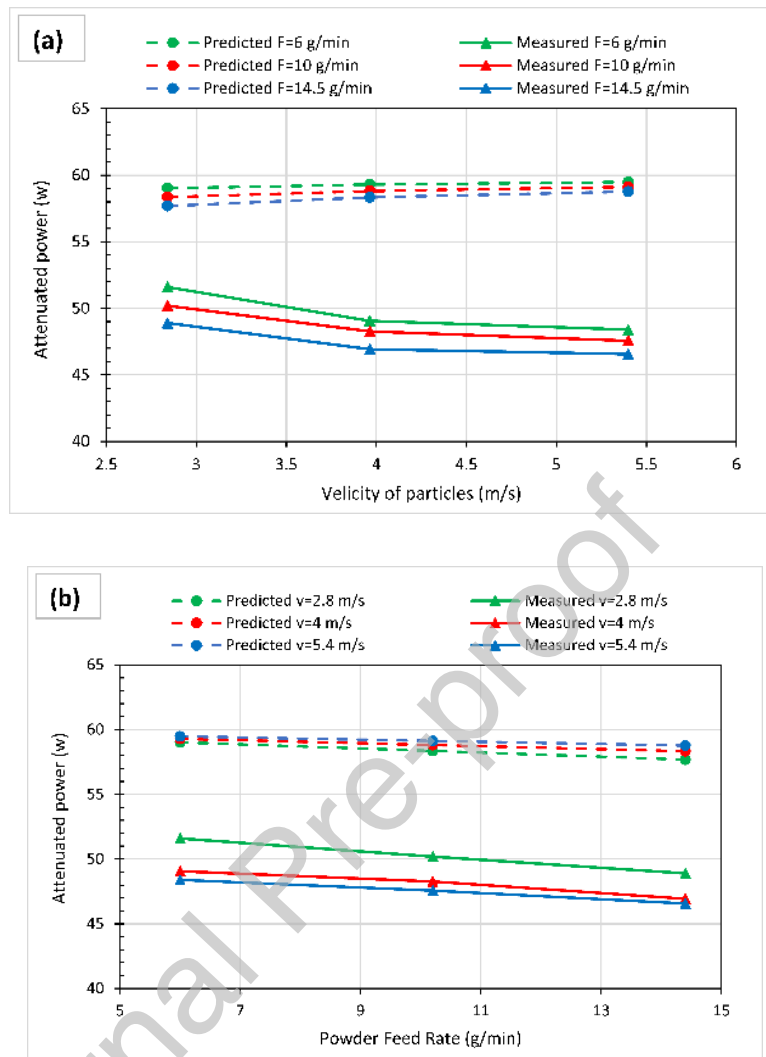 (a)
Predicted F=6 g/min Measured F=6 g/min
Predicted F=10 g/min Measured F=10 g/min
Predicted F=14.5 g/min Measured F=14.5 g/min
65
60
55
50
45
40
Attenuated power (w)
2.5 3 3.5 4 4.5 5 5.5 6
Velicity of particles (m/s)
(b)
Predicted v=2.8 m/s Measured v=2.8 m/s
Predicted v=4 m/s Measured v=4 m/s
Predicted v=5.4 m/s Measured v=5.4 m/s
65
60
55
50
45
40
Attenuated power (w)
5 7 9 11 13 15
Powder Feed Rate (g/min)
rnal Pre-proof